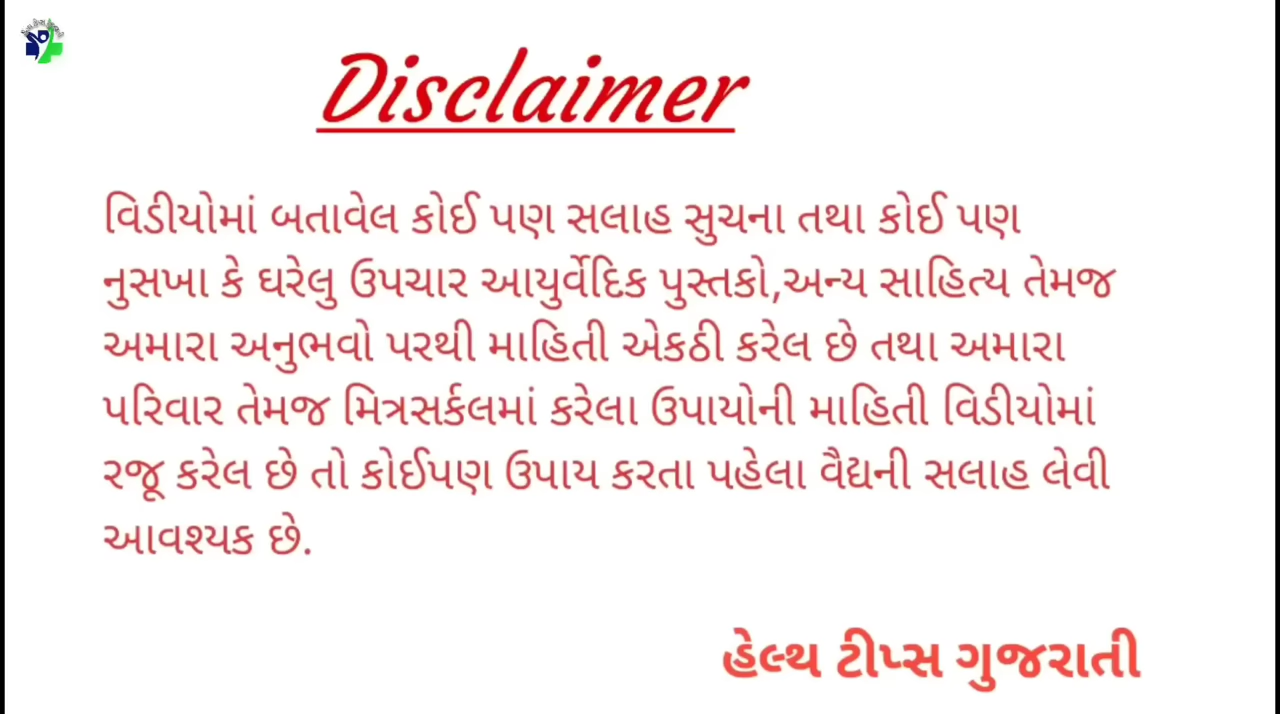 Disclaimer
વિડીયોમાં બતાવેલ કોઈ પણ સલાહ સુચના તથા કોઈ પણ
નુસખા કે ઘરેલુ ઉપચાર આયુર્વેદિક પુસ્તકો,અન્ય સાહિત્ય તેમજ
અમારા અનુભવો પરથી માહિતી એકઠી કરેલ છે તથા અમારા
પરિવાર તેમજ મિત્રસર્કલમાં કરેલા ઉપાયોની માહિતી વિડીયોમાં
રજૂ કરેલ છે તો કોઈપણ ઉપાય કરતા પહેલા વૈદ્યની સલાહ લેવી
આવશ્યક છે.
હેલ્થ ટીપ્સ ગુજરાતી